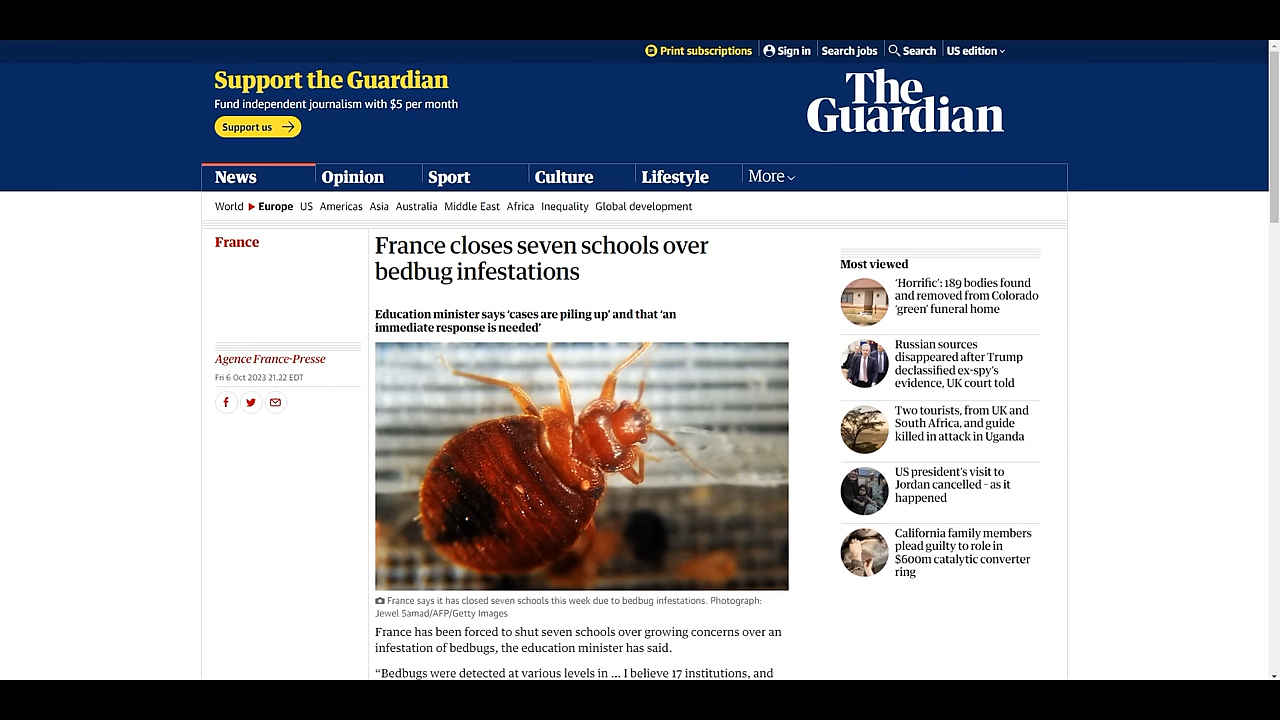 Print subscriptions
Sign in
Search jobs
Search
US edition
Support the Guardian
Fund independent journalism with $5 per month
Support us
The
Guardian
News
Opinion
Sport
Culture
Lifestyle
More
World
Europe
US
Americas
Asia
Australia
Middle East
Africa
Inequality
Global development
France
France closes seven schools over
bedbug infestations
Education minister says ‘cases are piling up’ and that ‘an
immediate response is needed’
Agence France-Presse
Fri 6 Oct 2023 21.22 EDT
France says it has closed seven schools this week due to bedbug infestations. Photograph:
Jewel Samad/AFP/Getty Images
France has been forced to shut seven schools over growing concerns over an
infestation of bedbugs, the education minister has said.
“Bedbugs were detected at various levels in ... I believe 17 institutions, and
Most viewed
‘Horrific’: 189 bodies found
and removed from Colorado
‘green’ funeral home
Russian sources
disappeared after Trump
declassified ex-spy’s
evidence, UK court told
Two tourists, from UK and
South Africa, and guide
killed in attack in Uganda
US president’s visit to
Jordan cancelled – as it
happened
California family members
plead guilty to role in
$600m catalytic converter
ring